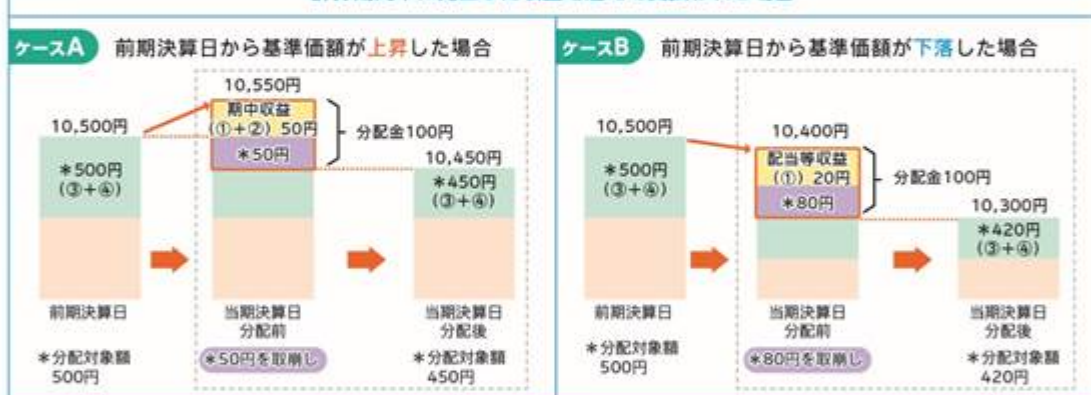 ケースA 前期決算日から基準価額が上昇した場合
10,550円
期中収益
(①+②) 50円
*50円
分配金100円
10,500円
*500円
(③+④)
10,450円
*450円
(③+④)
前期決算日
当期決算日
分配前
当期決算日
分配後
*分配対象額
500円
*50円を取崩し
*分配対象額
450円
ケースB 前期決算日から基準価額が下落した場合
10,500円
*500円
(③+④)
10,400円
配当等収益
(①) 20円
*80円
分配金100円
10,300円
*420円
(③+④)
前期決算日
当期決算日
分配前
当期決算日
分配後
*分配対象額
500円
*80円を取崩し
*分配対象額
420円